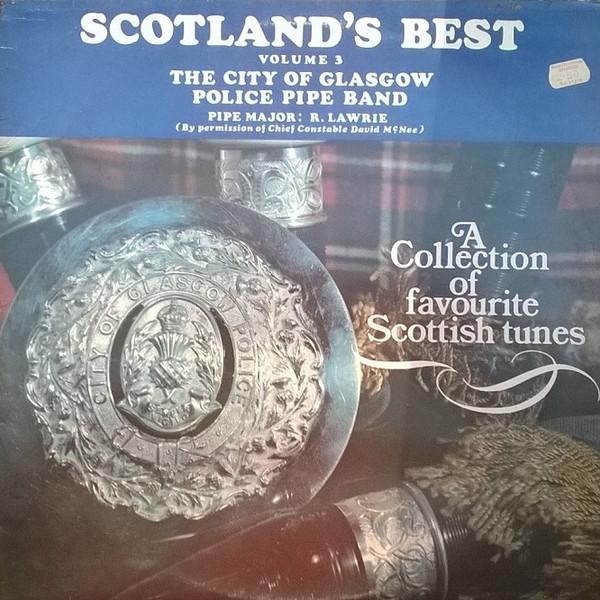 SCOTLAND'S BEST
VOLUME 3
THE CITY OF GLASGOW
POLICE PIPE BAND
PIPE MAJOR: R. LAWRIE
(By permission of Chief Constable David McNee)
A
Collection
of
favourite
Scottish tunes
CITY OF GLASGOW POLICE